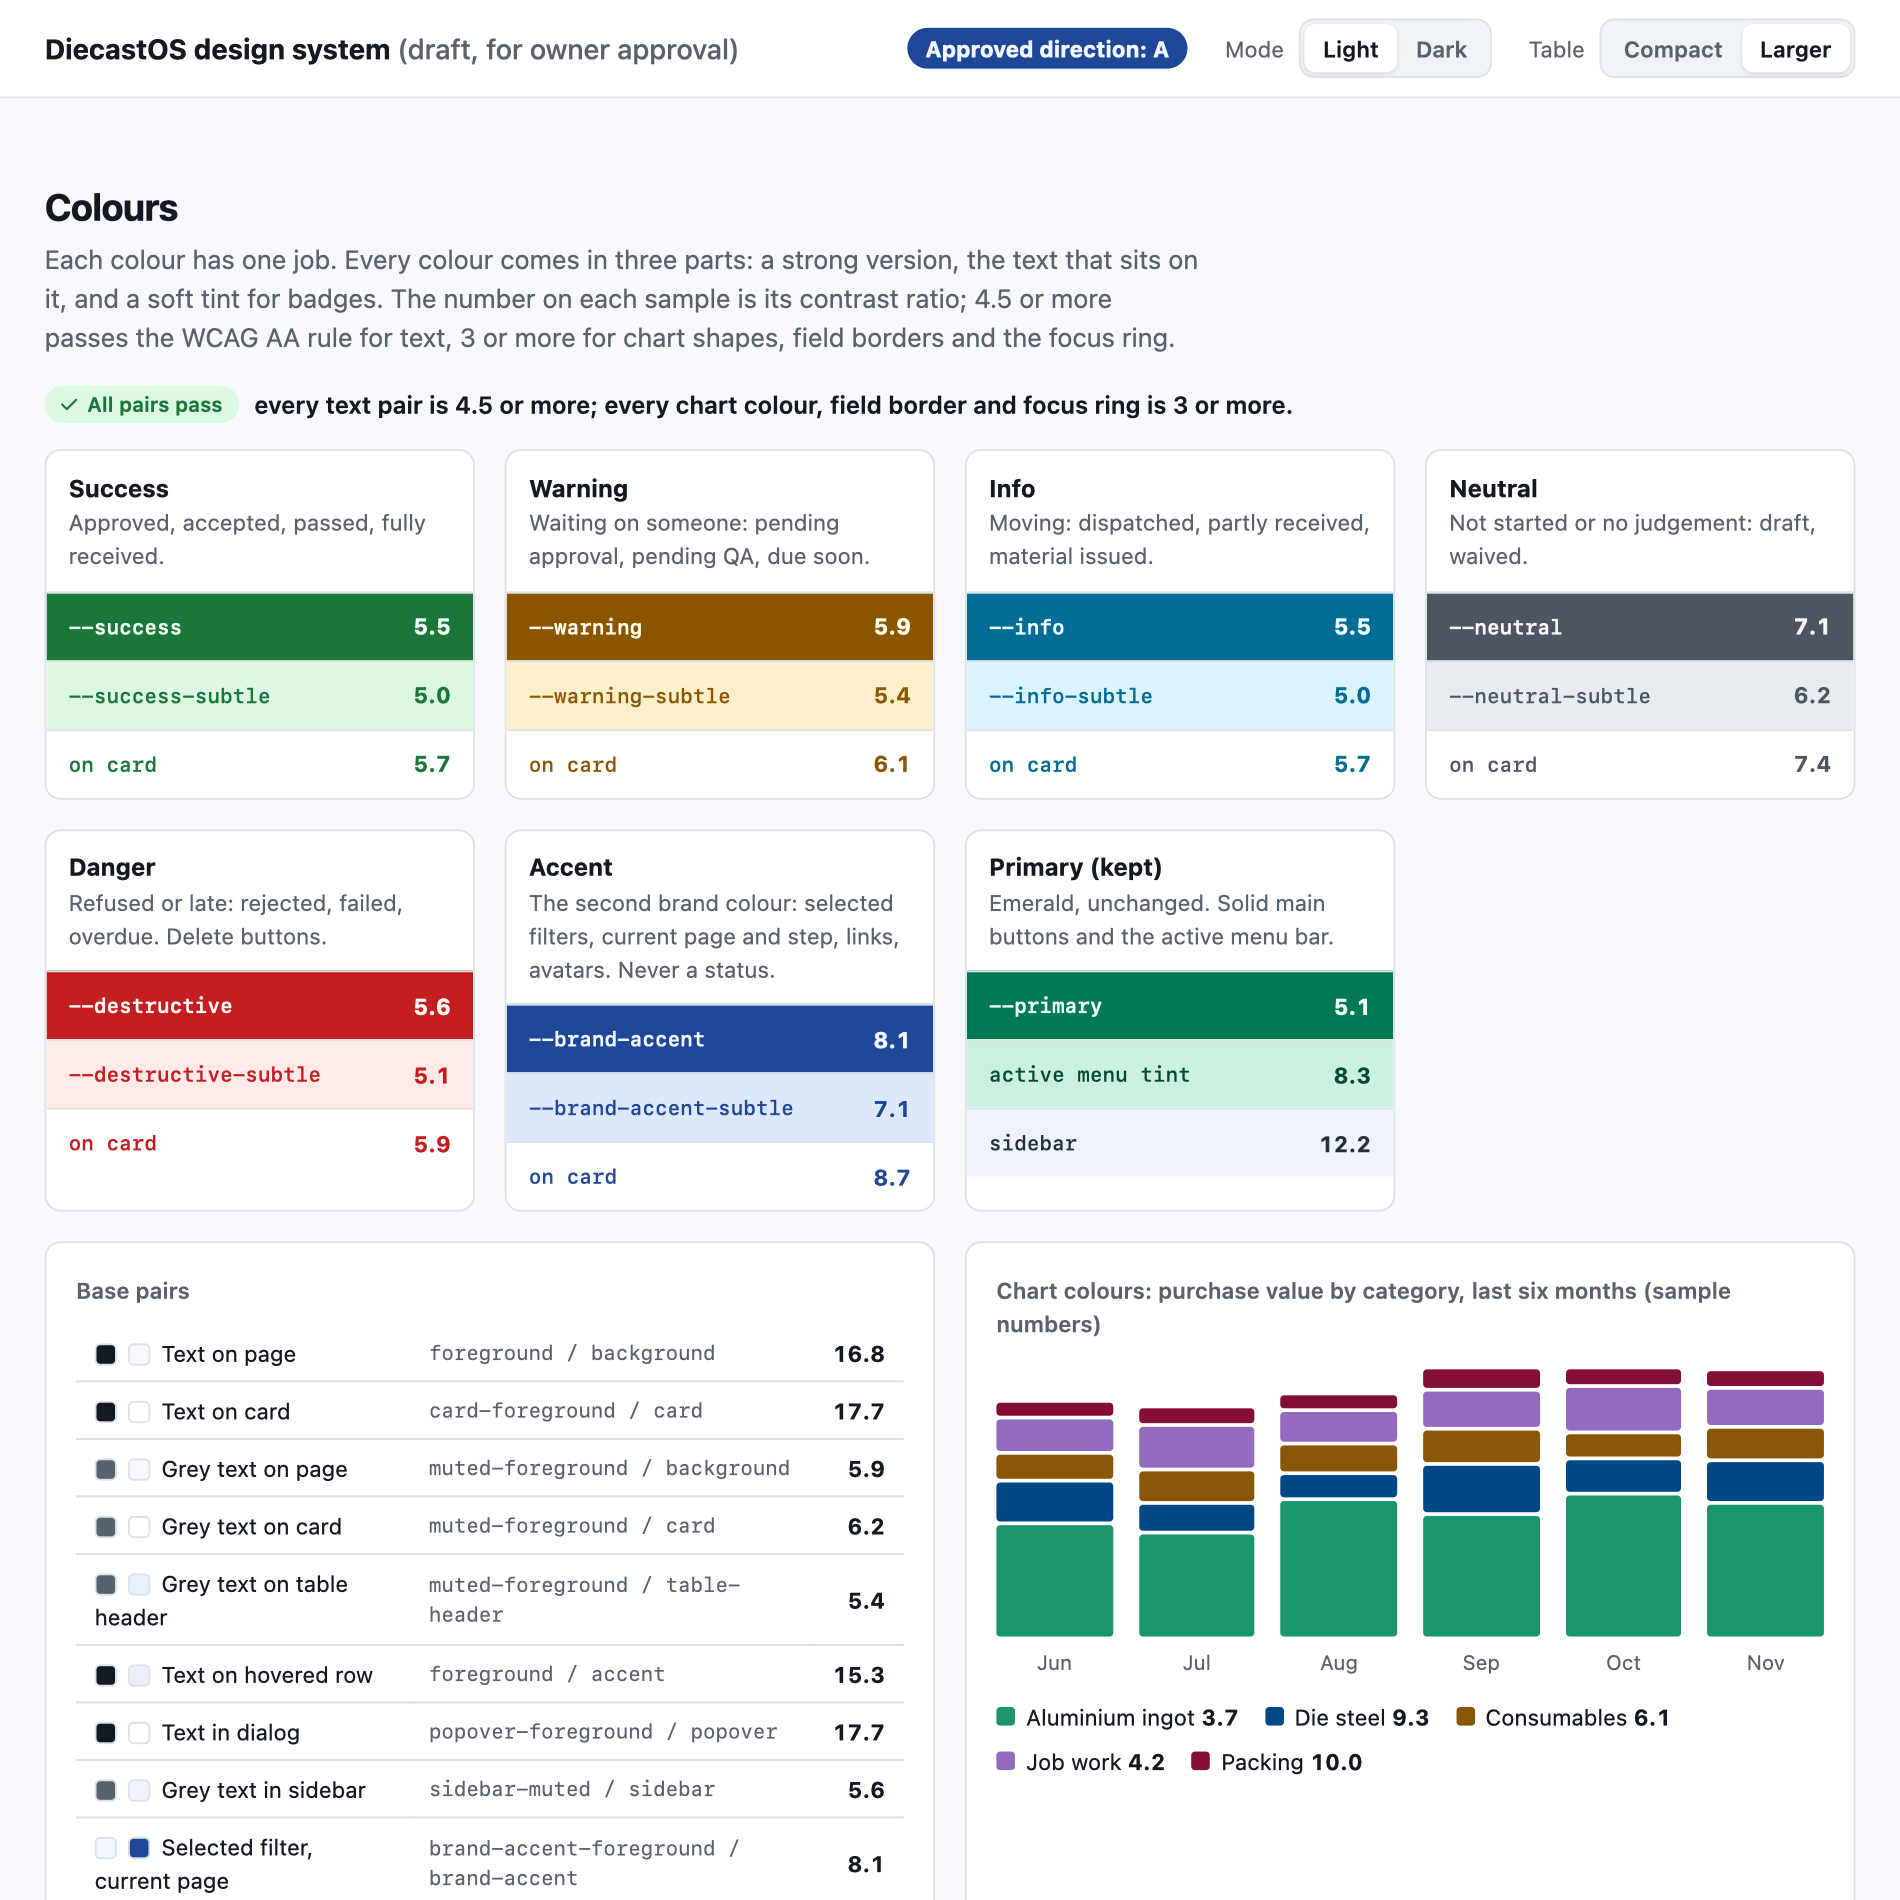 DiecastOS design system (draft, for owner approval)
Approved direction: A
Mode
Light
Dark
Table
Compact
Larger
Colours
Each colour has one job. Every colour comes in three parts: a strong version, the text that sits on
it, and a soft tint for badges. The number on each sample is its contrast ratio; 4.5 or more
passes the WCAG AA rule for text, 3 or more for chart shapes, field borders and the focus ring.
✓ All pairs pass
every text pair is 4.5 or more; every chart colour, field border and focus ring is 3 or more.
Success
Approved, accepted, passed, fully
received.
--success 5.5
--success-subtle 5.0
on card 5.7
Warning
Waiting on someone: pending
approval, pending QA, due soon.
--warning 5.9
--warning-subtle 5.4
on card 6.1
Info
Moving: dispatched, partly received,
material issued.
--info 5.5
--info-subtle 5.0
on card 5.7
Neutral
Not started or no judgement: draft,
waived.
--neutral 7.1
--neutral-subtle 6.2
on card 7.4
Danger
Refused or late: rejected, failed,
overdue. Delete buttons.
--destructive 5.6
--destructive-subtle 5.1
on card 5.9
Accent
The second brand colour: selected
filters, current page and step, links,
avatars. Never a status.
--brand-accent 8.1
--brand-accent-subtle 7.1
on card 8.7
Primary (kept)
Emerald, unchanged. Solid main
buttons and the active menu bar.
--primary 5.1
active menu tint 8.3
sidebar 12.2
Base pairs
Text on page foreground / background 16.8
Text on card card-foreground / card 17.7
Grey text on page muted-foreground / background 5.9
Grey text on card muted-foreground / card 6.2
Grey text on table muted-foreground / table-
header header 5.4
Text on hovered row foreground / accent 15.3
Text in dialog popover-foreground / popover 17.7
Grey text in sidebar sidebar-muted / sidebar 5.6
Selected filter, brand-accent-foreground /
current page brand-accent 8.1
Chart colours: purchase value by category, last six months (sample
numbers)
Jun Jul Aug Sep Oct Nov
Aluminium ingot 3.7 Die steel 9.3 Consumables 6.1
Job work 4.2 Packing 10.0